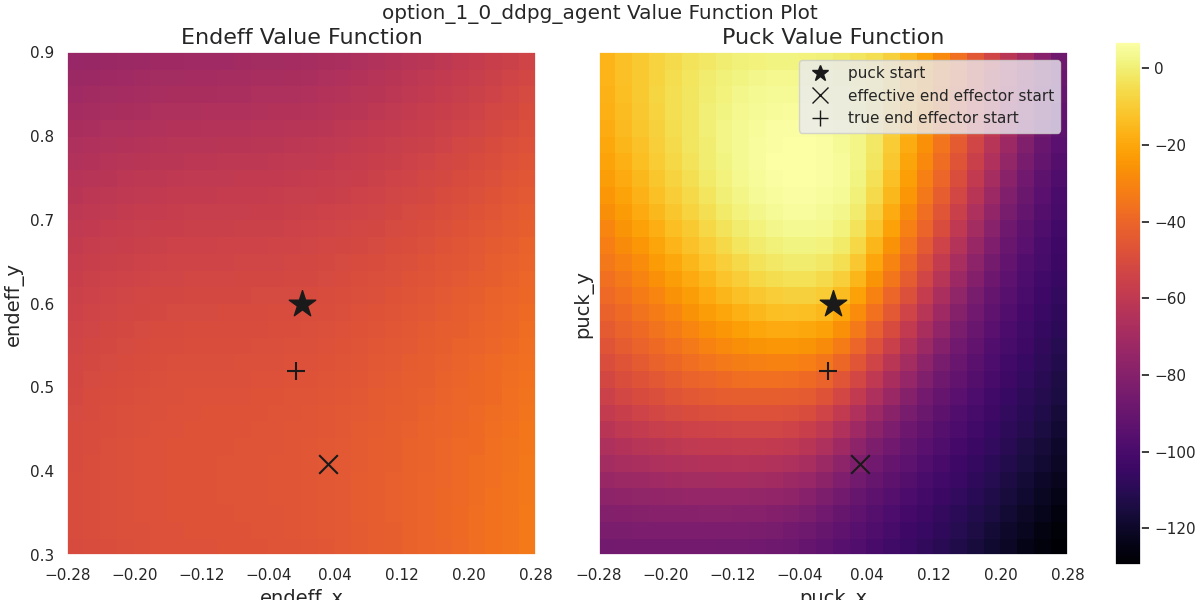 option_1_0_ddpg_agent Value Function Plot
Endeff Value Function
Puck Value Function
0.9
0.8
0.7
0.6
0.5
0.4
0.3
endeff_y
−0.28 −0.20 −0.12 −0.04 0.04 0.12 0.20 0.28
endeff_x
puck_y
puck start
effective end effector start
true end effector start
−0.28 −0.20 −0.12 −0.04 0.04 0.12 0.20 0.28
puck_x
0
−20
−40
−60
−80
−100
−120